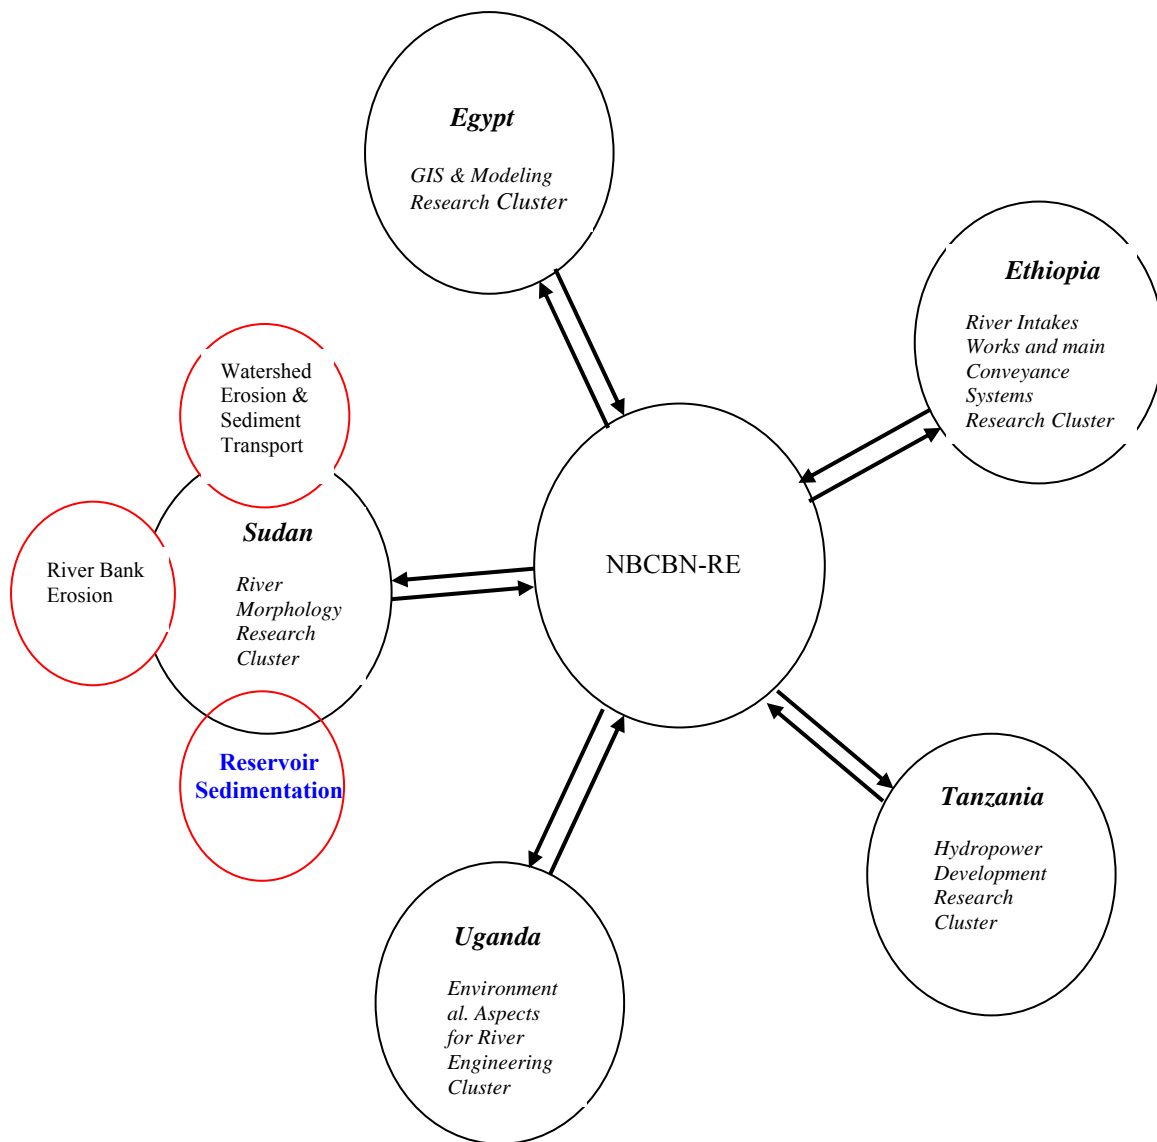 Egypt
GIS & Modeling
Research Cluster
Ethiopia
River Intakes
Works and main
Conveyance
Systems
Research Cluster
Watershed
Erosion &
Sediment
Transport
Sudan
River
Morphology
Research
Cluster
River Bank
Erosion
Reservoir
Sedimentation
NBCBN-RE
Tanzania
Hydropower
Development
Research
Cluster
Uganda
Environment
al. Aspects
for River
Engineering
Cluster